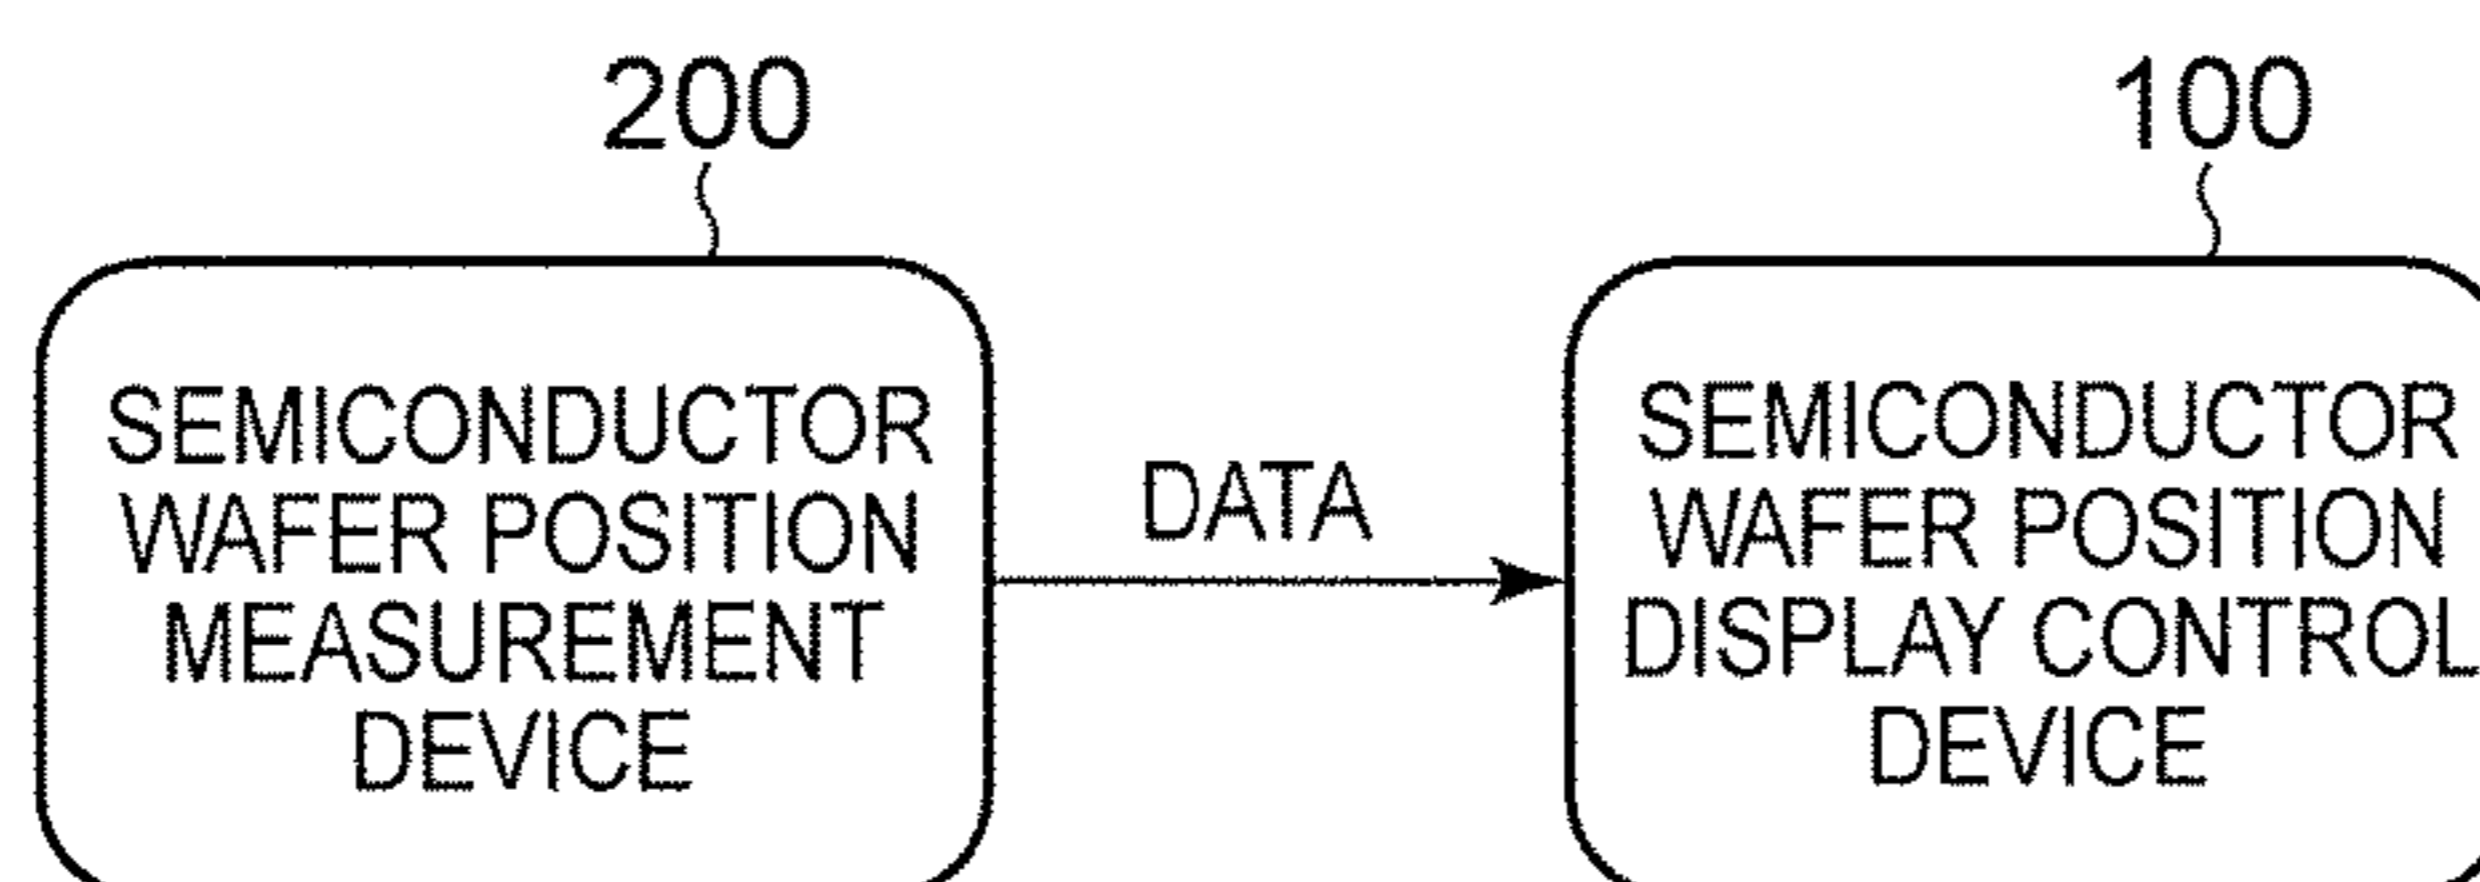 200
100
SEMICONDUCTOR
WAFER POSITION
MEASUREMENT
DEVICE
DATA
SEMICONDUCTOR
WAFER POSITION
DISPLAY CONTROL
DEVICE